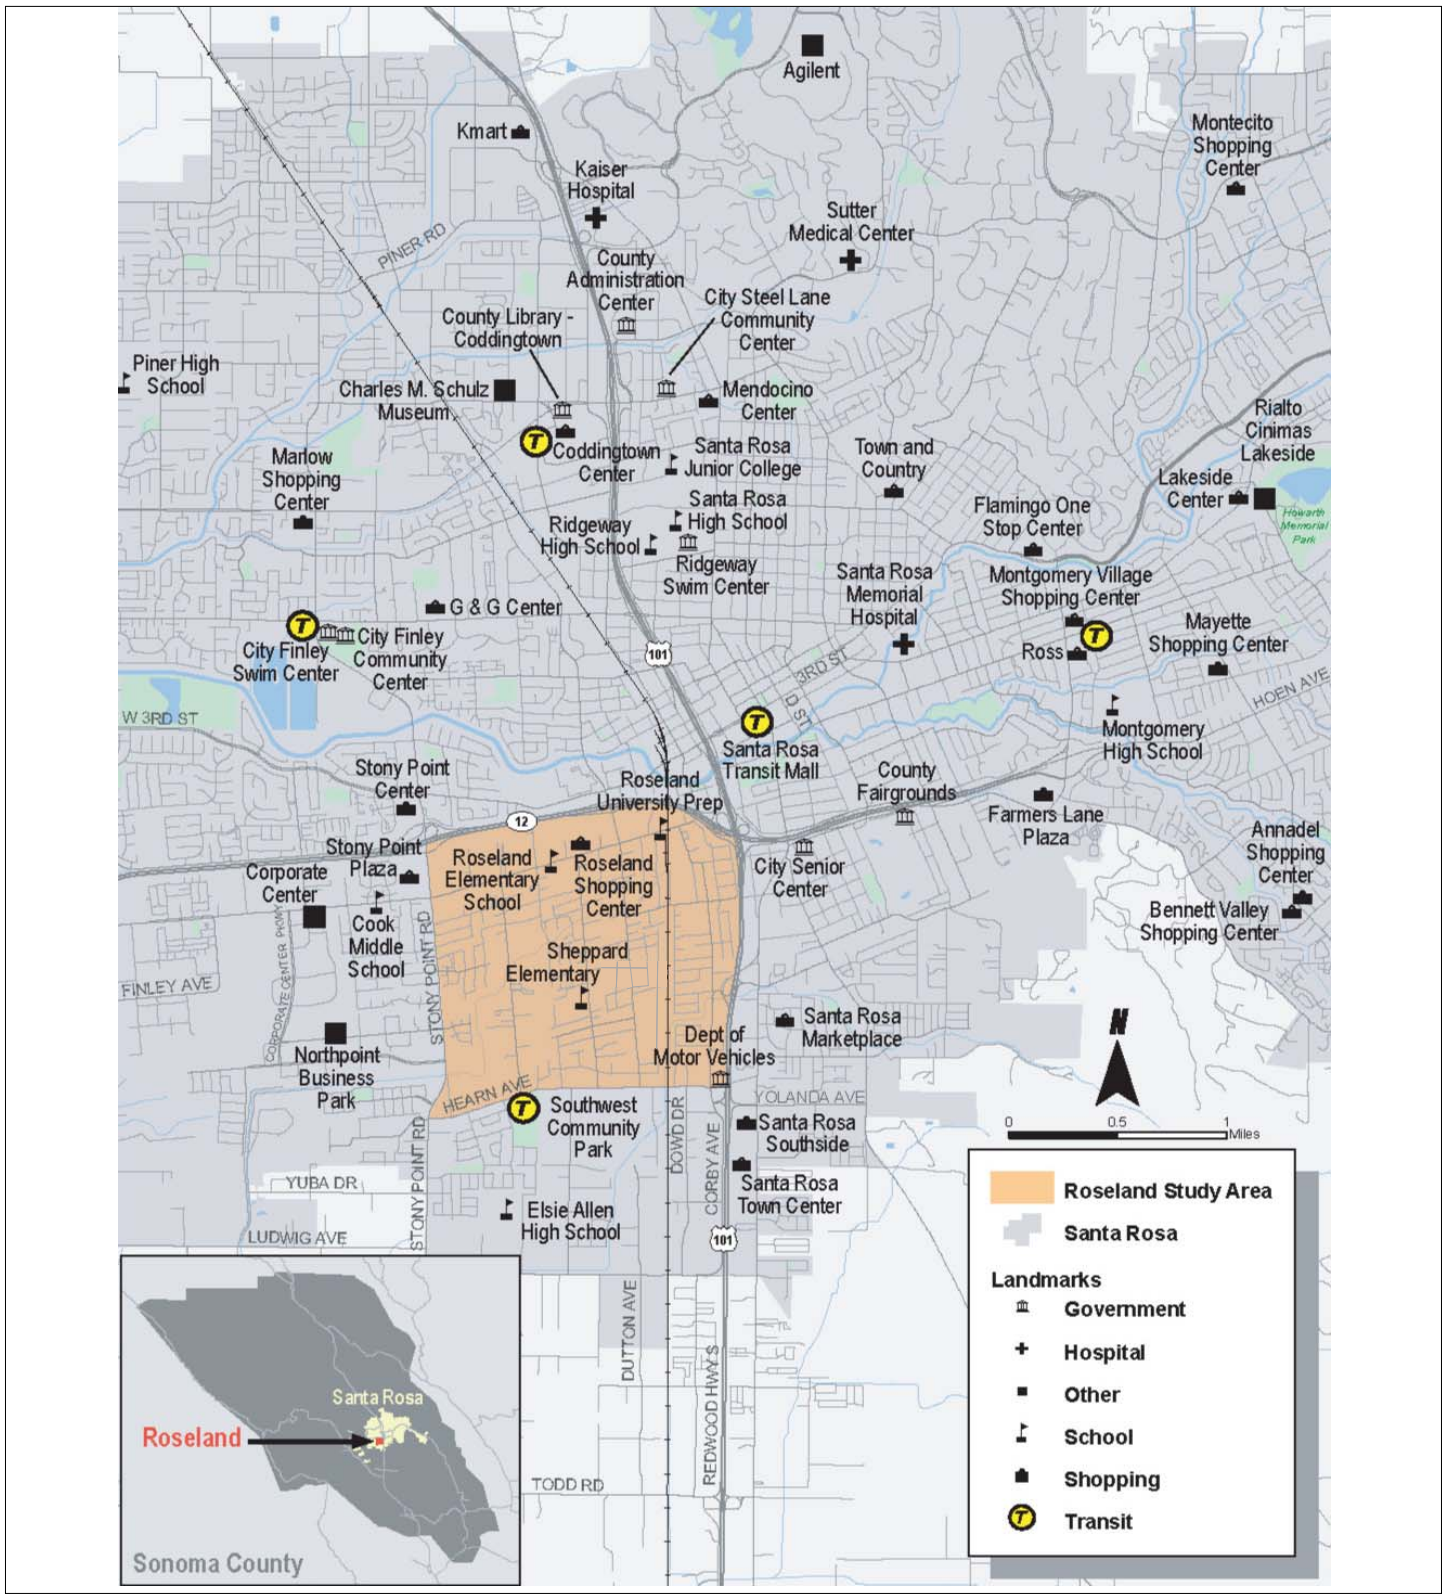 Agilent
Kmart
Montecito
Shopping
Center
Kaiser
Hospital
Sutter
Medical Center
PINER RD
County
Administration
Center
City Steel Lane
Community
Center
County Library -
Coddingtown
Piner High
School
Charles M. Schulz
Museum
Mendocino
Center
Rialto
Cinimas
Lakeside
T
Coddingtown
Center
Santa Rosa
Junior College
Town and
Country
Marlow
Shopping
Center
Lakeside
Center
Howarth
Memorial
Park
Santa Rosa
High School
Flamingo One
Stop Center
Ridgeway
High School
Ridgeway
Swim Center
Santa Rosa
Memorial
Hospital
Montgomery Village
Shopping Center
G & G Center
T
City Finley
Swim Center
City Finley
Community
Center
Mayette
Shopping Center
T
Ross
101
3RD ST
D ST
HOEN AVE
W 3RD ST
T
Santa Rosa
Transit Mall
Montgomery
High School
Stony Point
Center
Roseland
University Prep
County
Fairgrounds
Farmers Lane
Plaza
12
Annadel
Shopping
Center
Stony Point
Plaza
Corporate
Center
Roseland
Elementary
School
Roseland
Shopping
Center
City Senior
Center
Cook
Middle
School
Bennett Valley
Shopping Center
STONY POINT RD
CORPORATE CENTER PKWY
Sheppard
Elementary
FINLEY AVE
Santa Rosa
Marketplace
N
Northpoint
Business
Park
Dept of
Motor Vehicles
HEARN AVE
T
Southwest
Community
Park
YOLANDA AVE
0 0.5 1
Miles
Santa Rosa
Southside
DOWD DR
CORBY AVE
STONY POINT RD
Santa Rosa
Town Center
YUBA DR
Elsie Allen
High School
LUDWIG AVE
101
DUTTON AVE
REDWOOD HWY S
TODD RD
Santa Rosa
Roseland
Sonoma County
Roseland Study Area
Santa Rosa
Landmarks
Government
Hospital
Other
School
Shopping
T Transit